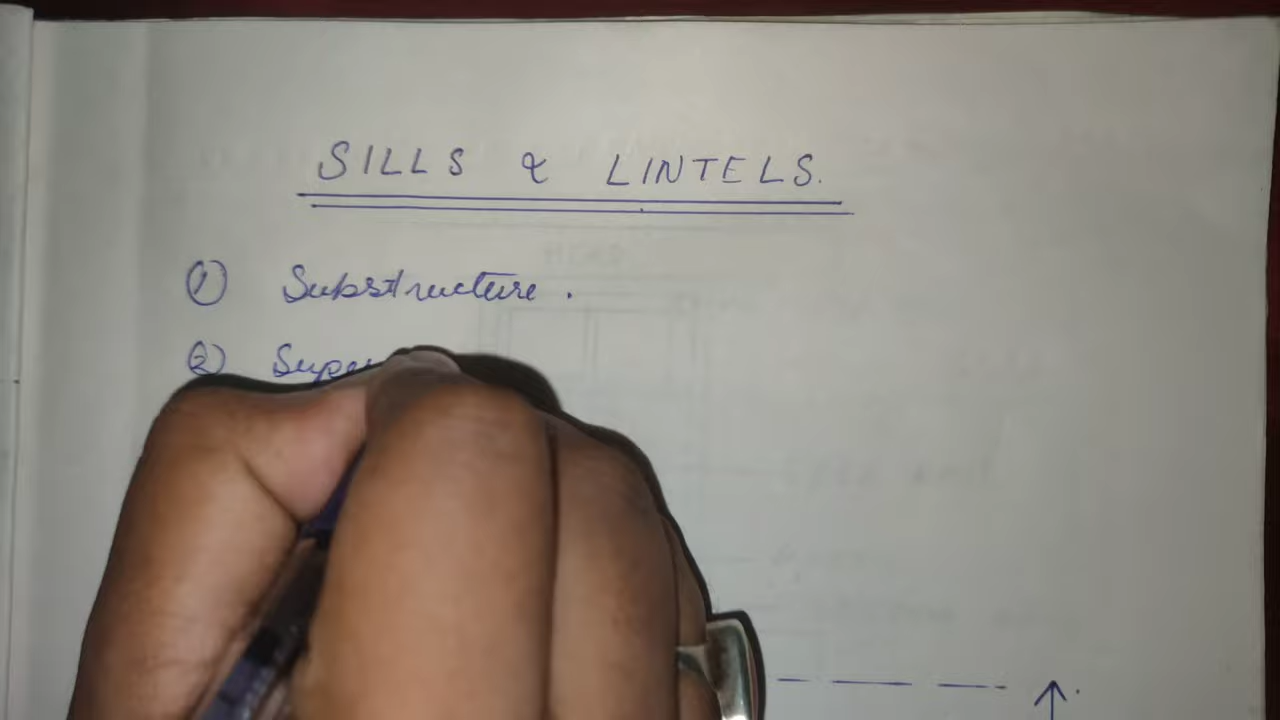 SILLS & LINTELS.
① Substructure.
② Supe